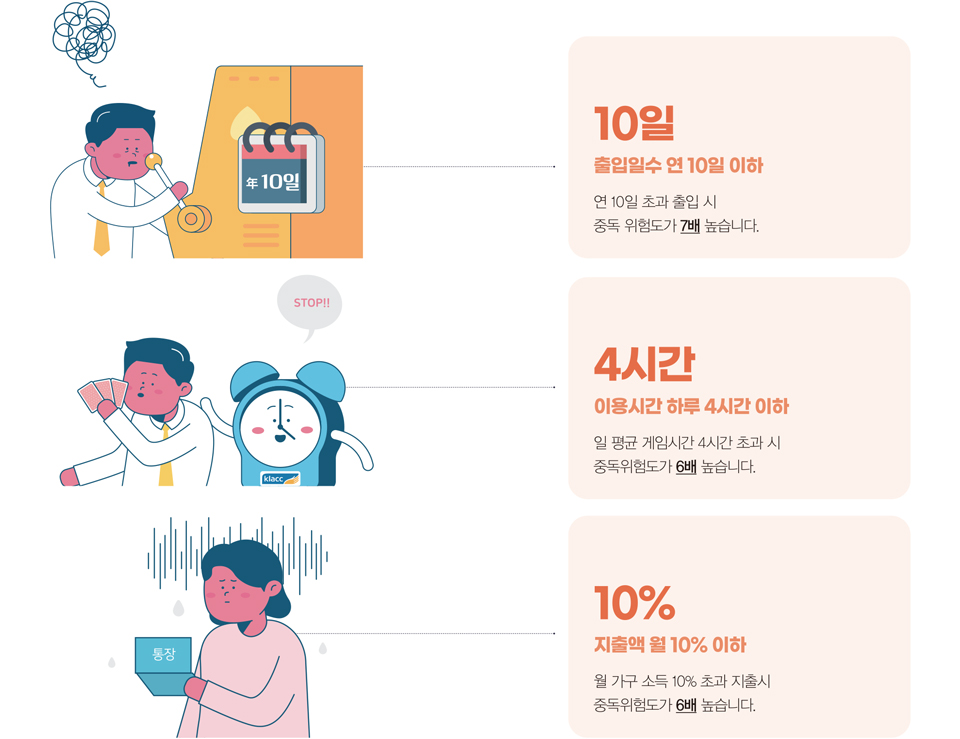 年 10일
10일
출입일수 연 10일 이하
연 10일 초과 출입 시
중독 위험도가 7배 높습니다.
STOP!!
klacc
4시간
이용시간 하루 4시간 이하
일 평균 게임시간 4시간 초과 시
중독위험도가 6배 높습니다.
통장
10%
지출액 월 10% 이하
월 가구 소득 10% 초과 지출시
중독위험도가 6배 높습니다.